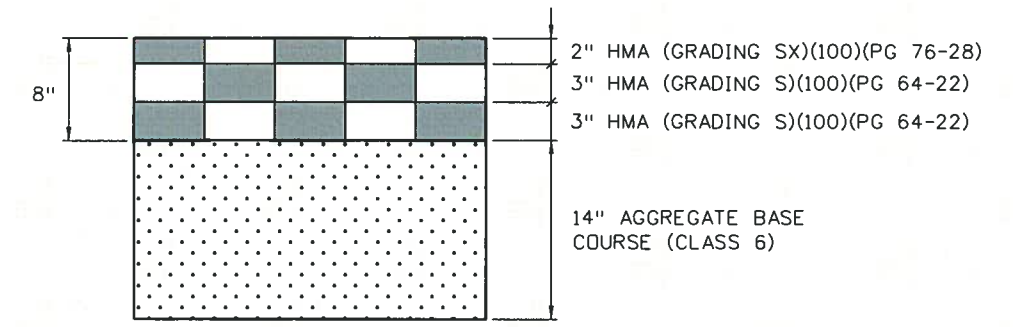 2" HMA (GRADING SX)(100)(PG 76-28)
3" HMA (GRADING S)(100)(PG 64-22)
8"
3" HMA (GRADING S)(100)(PG 64-22)
14" AGGREGATE BASE
COURSE (CLASS 6)